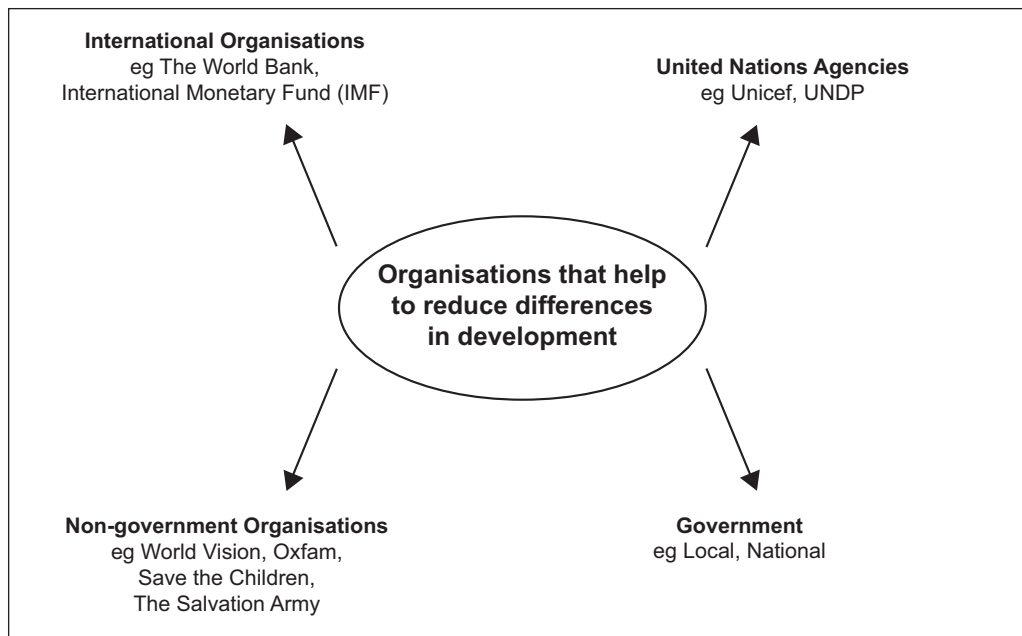 International Organisations
eg The World Bank,
International Monetary Fund (IMF)
United Nations Agencies
eg Unicef, UNDP
Organisations that help
to reduce differences
in development
Non-government Organisations
eg World Vision, Oxfam,
Save the Children,
The Salvation Army
Government
eg Local, National